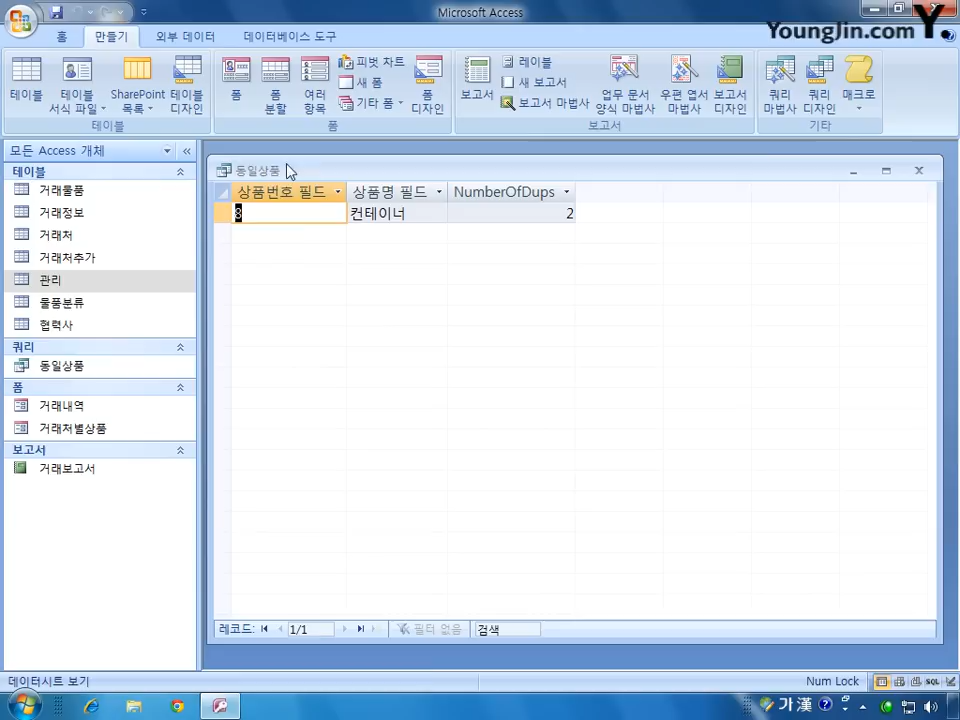 Microsoft Access
YoungJin.com Y.
홈 만들기 외부 데이터 데이터베이스 도구
테이블
테이블 서식 파일
SharePoint 목록
테이블 디자인
테이블
폼
폼 분할
여러 항목
피벗 차트
새 폼
기타 폼
폼 디자인
폼
보고서
레이블
새 보고서
보고서 마법사
업무 문서 양식 마법사
우편 엽서 마법사
보고서 디자인
보고서
쿼리 마법사
쿼리 디자인
매크로
기타
모든 Access 개체
테이블
거래물품
거래정보
거래처
거래처추가
관리
물품분류
협력사
쿼리
동일상품
폼
거래내역
거래처별상품
보고서
거래보고서
동일상품
상품번호 필드 상품명 필드 NumberOfDups
8 컨테이너 2
레코드: 1/1 필터 없음 검색
데이터시트 보기 Num Lock SQL
가 漢